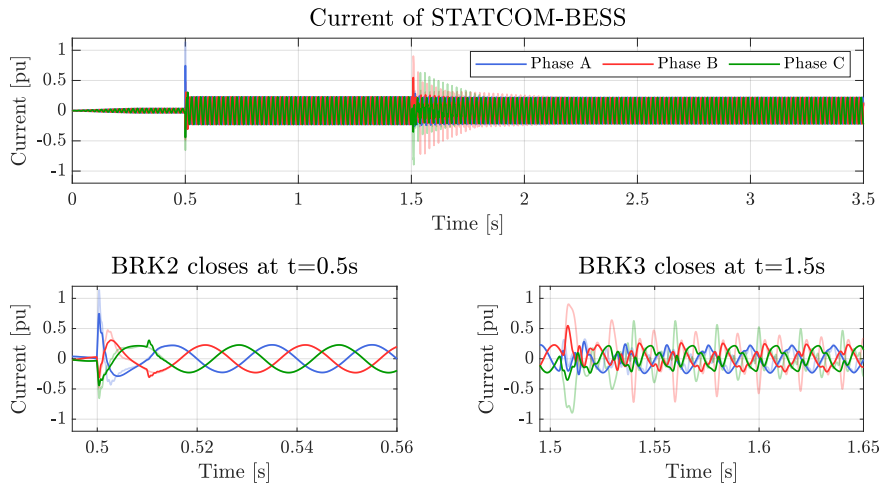 Current of STATCOM-BESS
Current [pu]
1
0.5
0
-0.5
-1
Phase A Phase B Phase C
0 0.5 1 1.5 2 2.5 3 3.5
Time [s]
BRK2 closes at t=0.5s
Current [pu]
1
0.5
0
-0.5
-1
0.5 0.52 0.54 0.56
Time [s]
BRK3 closes at t=1.5s
Current [pu]
1
0.5
0
-0.5
-1
1.5 1.55 1.6 1.65
Time [s]